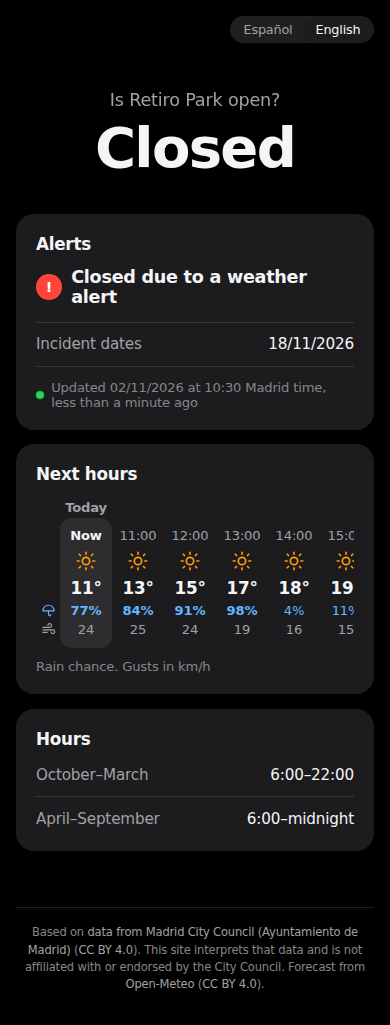 Español English
Is Retiro Park open?
Closed
Alerts
! Closed due to a weather
alert
Incident dates 18/11/2026
Updated 02/11/2026 at 10:30 Madrid time,
less than a minute ago
Next hours
Today
Now 11:00 12:00 13:00 14:00 15:0
11° 13° 15° 17° 18° 19
77% 84% 91% 98% 4% 11%
24 25 24 19 16 15
Rain chance. Gusts in km/h
Hours
October–March 6:00–22:00
April–September 6:00–midnight
Based on data from Madrid City Council (Ayuntamiento de
Madrid) (CC BY 4.0). This site interprets that data and is not
affiliated with or endorsed by the City Council. Forecast from
Open-Meteo (CC BY 4.0).